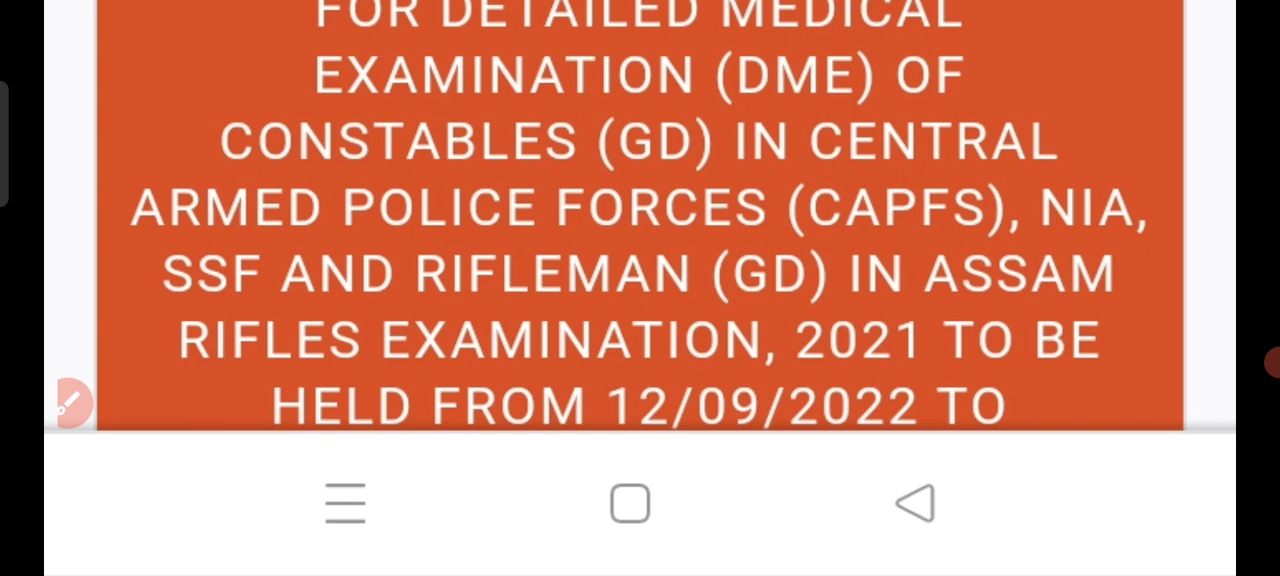 FOR DETAILED MEDICAL
EXAMINATION (DME) OF
CONSTABLES (GD) IN CENTRAL
ARMED POLICE FORCES (CAPFS), NIA,
SSF AND RIFLEMAN (GD) IN ASSAM
RIFLES EXAMINATION, 2021 TO BE
HELD FROM 12/09/2022 TO